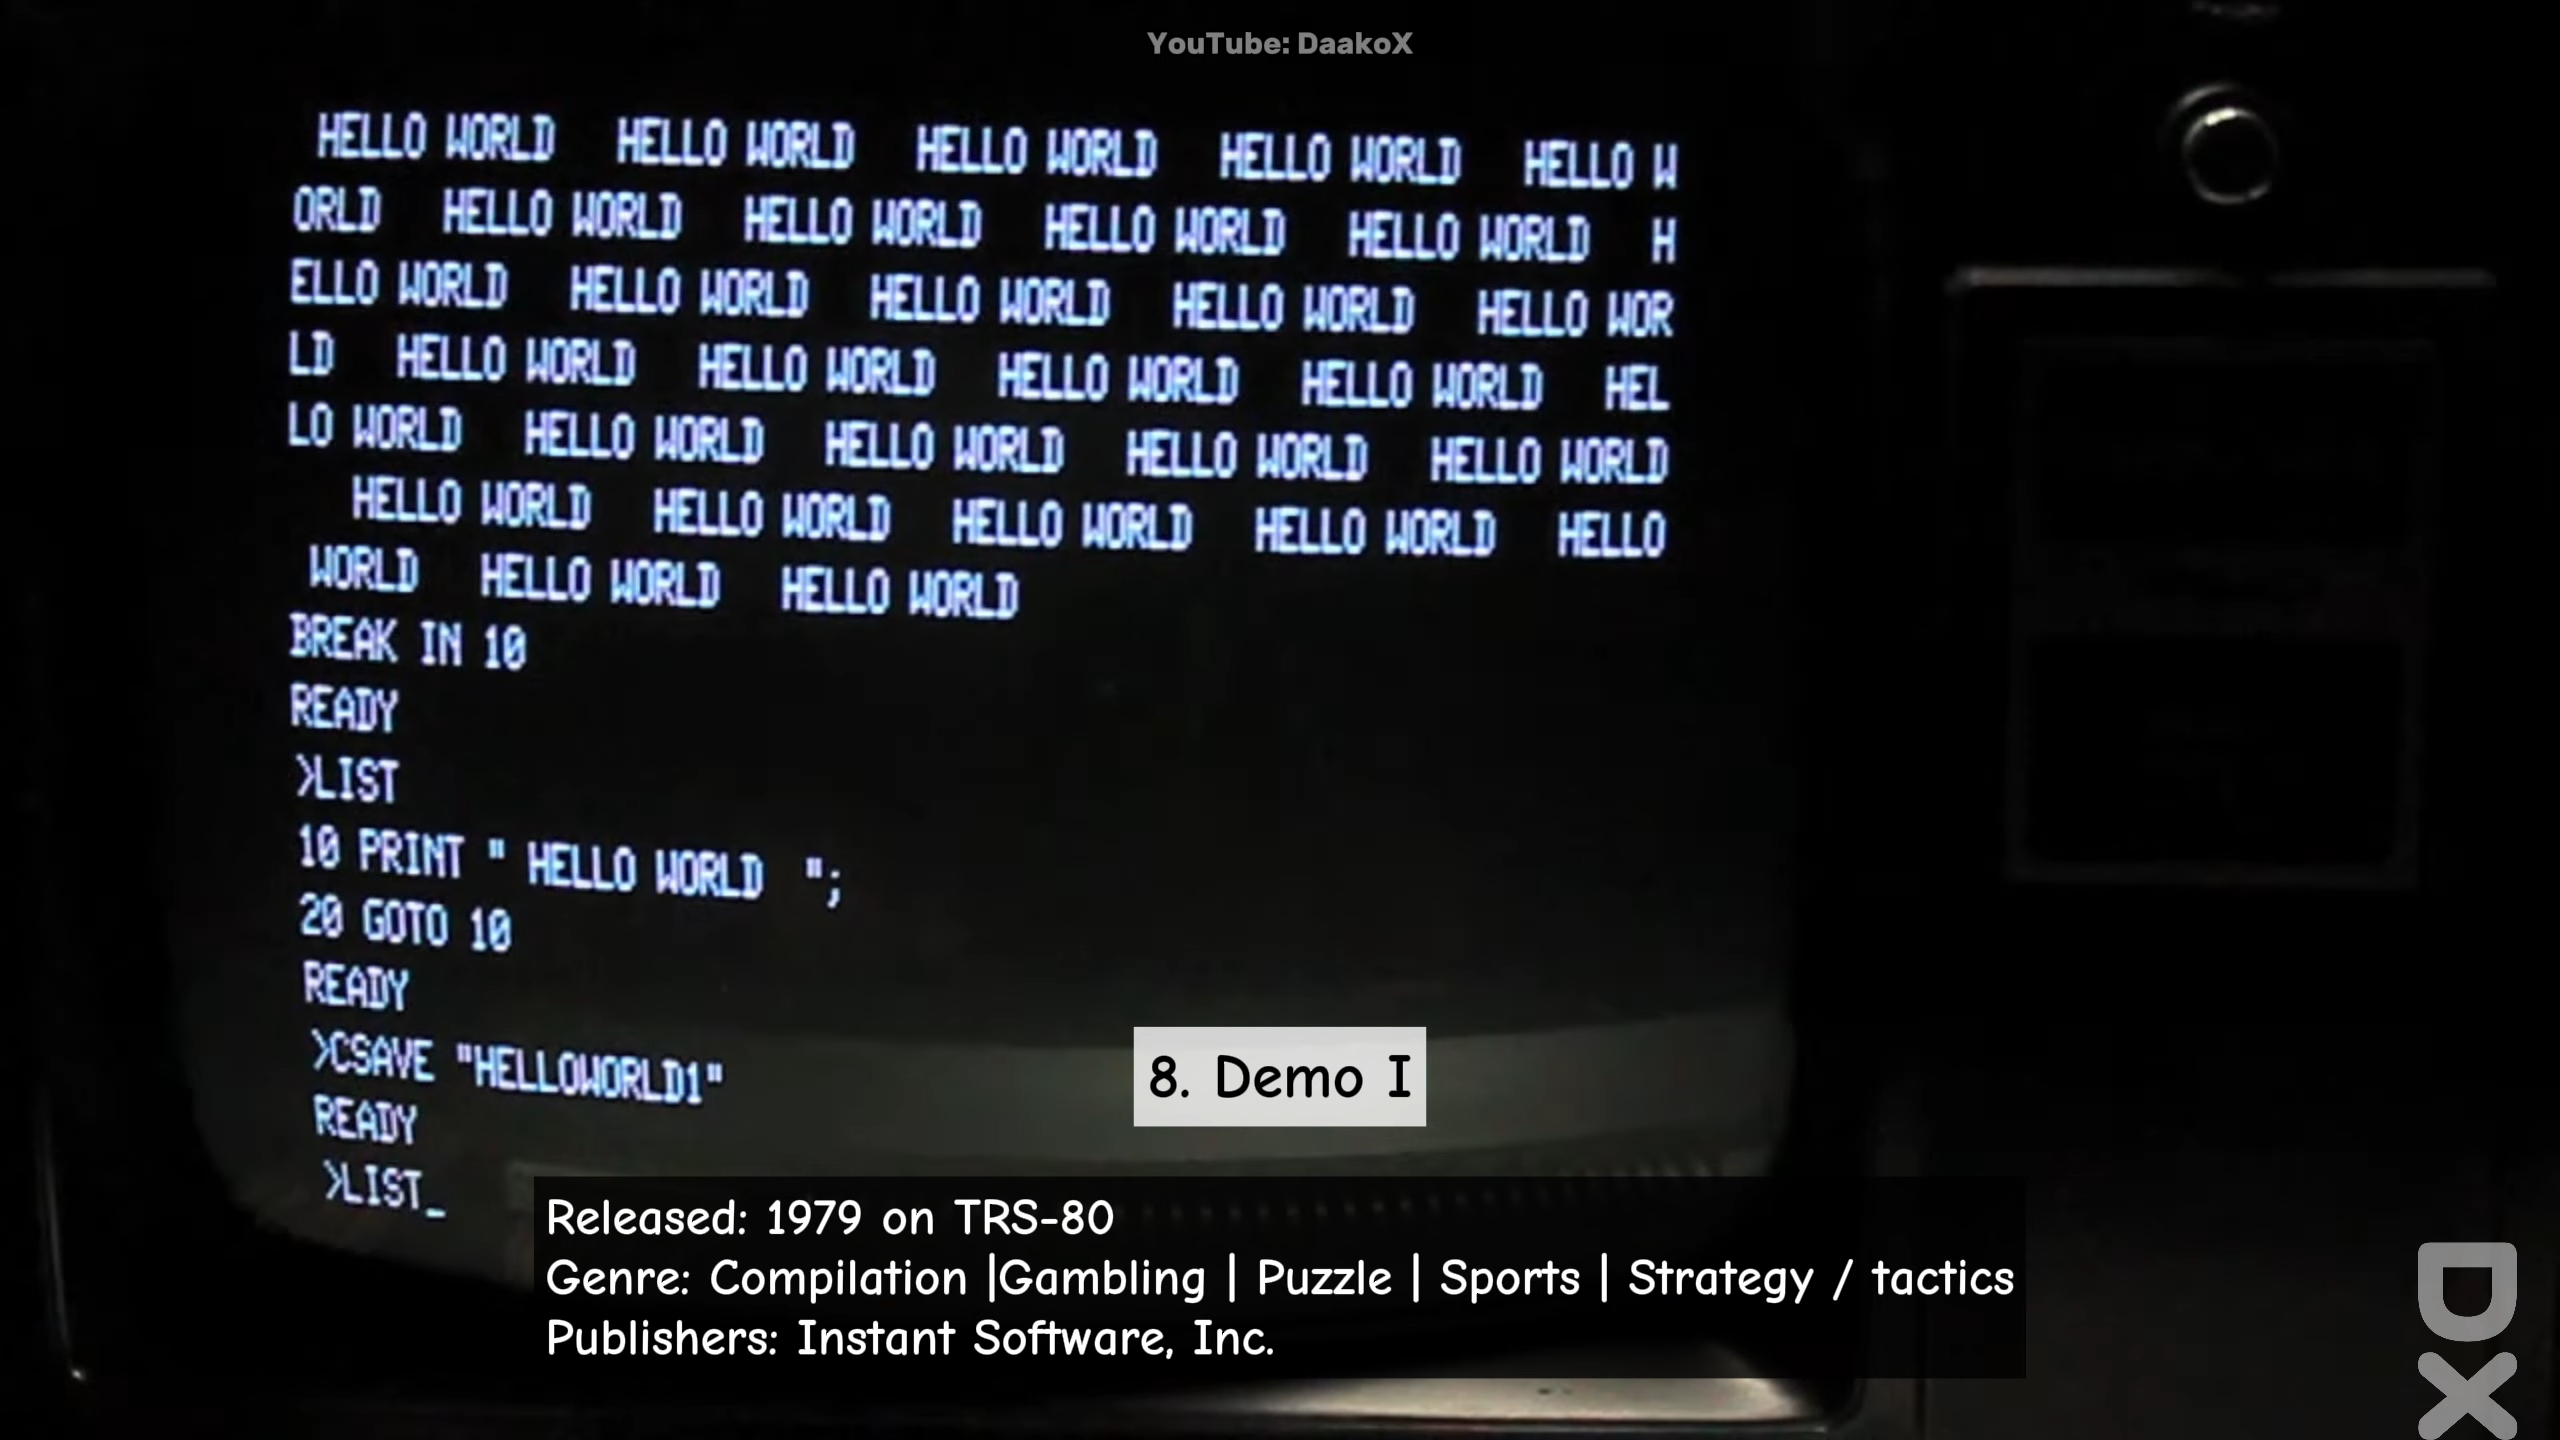 YouTube: DaakoX
HELLO WORLD   HELLO WORLD   HELLO WORLD   HELLO WORLD   HELLO W
ORLD   HELLO WORLD   HELLO WORLD   HELLO WORLD   HELLO WORLD   H
ELLO WORLD   HELLO WORLD   HELLO WORLD   HELLO WORLD   HELLO WOR
LD   HELLO WORLD   HELLO WORLD   HELLO WORLD   HELLO WORLD   HEL
LO WORLD   HELLO WORLD   HELLO WORLD   HELLO WORLD   HELLO WORLD
HELLO WORLD   HELLO WORLD   HELLO WORLD   HELLO WORLD   HELLO
WORLD   HELLO WORLD   HELLO WORLD
BREAK IN 10
READY
>LIST
10 PRINT " HELLO WORLD  ";
20 GOTO 10
READY
>CSAVE "HELLOWORLD1"
READY
>LIST_
8. Demo I
Released: 1979 on TRS-80
Genre: Compilation |Gambling | Puzzle | Sports | Strategy / tactics
Publishers: Instant Software, Inc.
DX